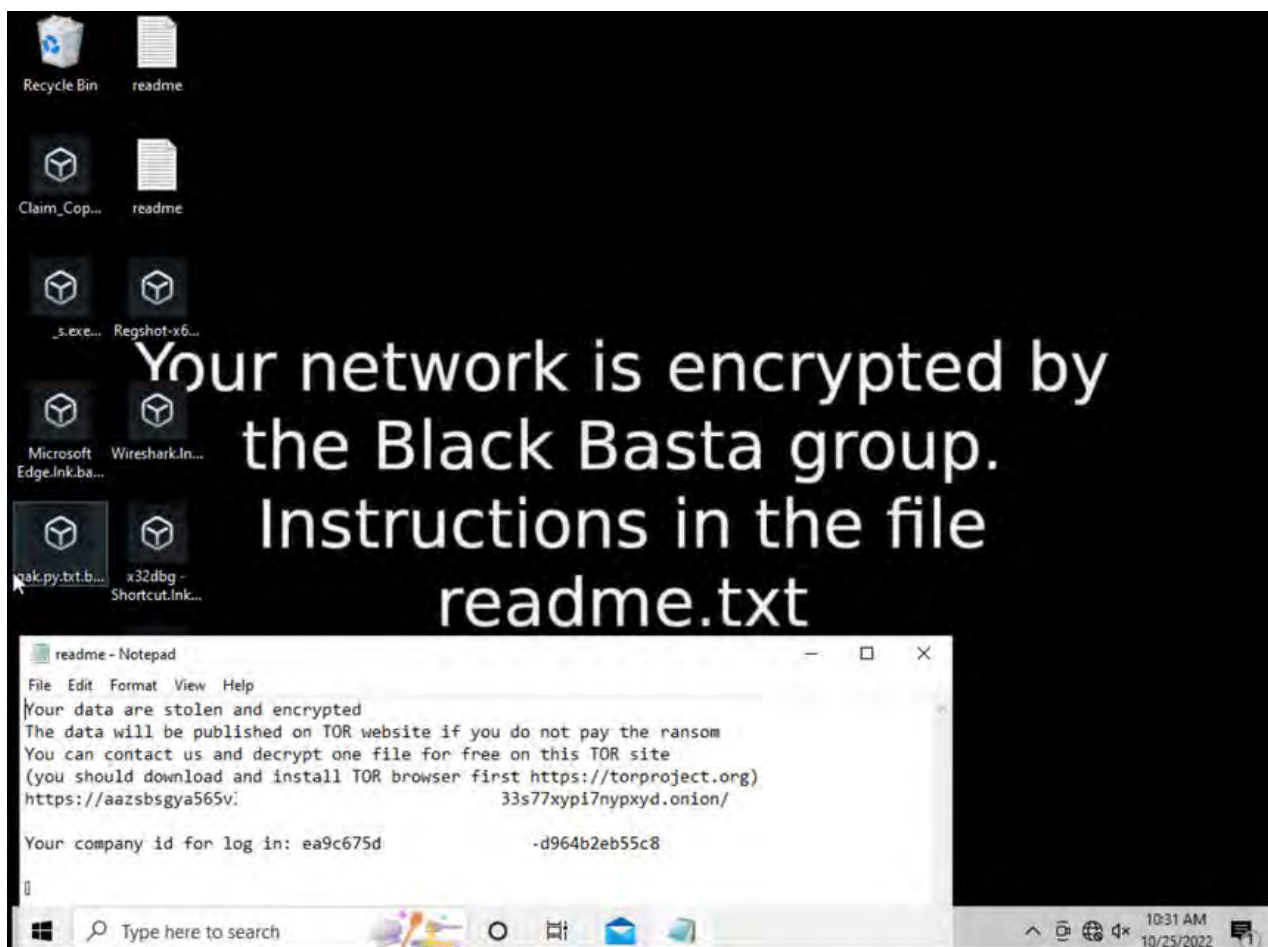 Recycle Bin
readme
Claim_Cop...
readme
_s.exe...
Regshot-x6...
Microsoft
Edge.lnk.ba...
Wireshark.ln...
qak.py.txt.b...
x32dbg -
Shortcut.lnk...
Your network is encrypted by
the Black Basta group.
Instructions in the file
readme.txt
readme - Notepad
File Edit Format View Help
Your data are stolen and encrypted
The data will be published on TOR website if you do not pay the ransom
You can contact us and decrypt one file for free on this TOR site
(you should download and install TOR browser first https://torproject.org)
https://aazsbsgya565v 33s77xypi7nypxyd.onion/
Your company id for log in: ea9c675d -d964b2eb55c8
Type here to search
10:31 AM
10/25/2022